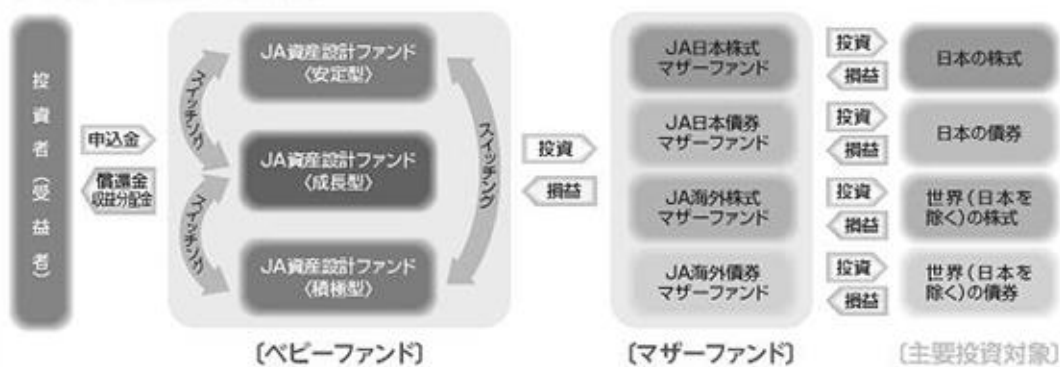 投資者(受益者)
申込金
償還金
収益分配金
JA資産設計ファンド
〈安定型〉
JA資産設計ファンド
〈成長型〉
JA資産設計ファンド
〈積極型〉
スイッチング
スイッチング
スイッチング
〔ベビーファンド〕
投資
損益
JA日本株式
マザーファンド
JA日本債券
マザーファンド
JA海外株式
マザーファンド
JA海外債券
マザーファンド
〔マザーファンド〕
投資
損益
投資
損益
投資
損益
投資
損益
日本の株式
日本の債券
世界(日本を
除く)の株式
世界(日本を
除く)の債券
〔主要投資対象〕